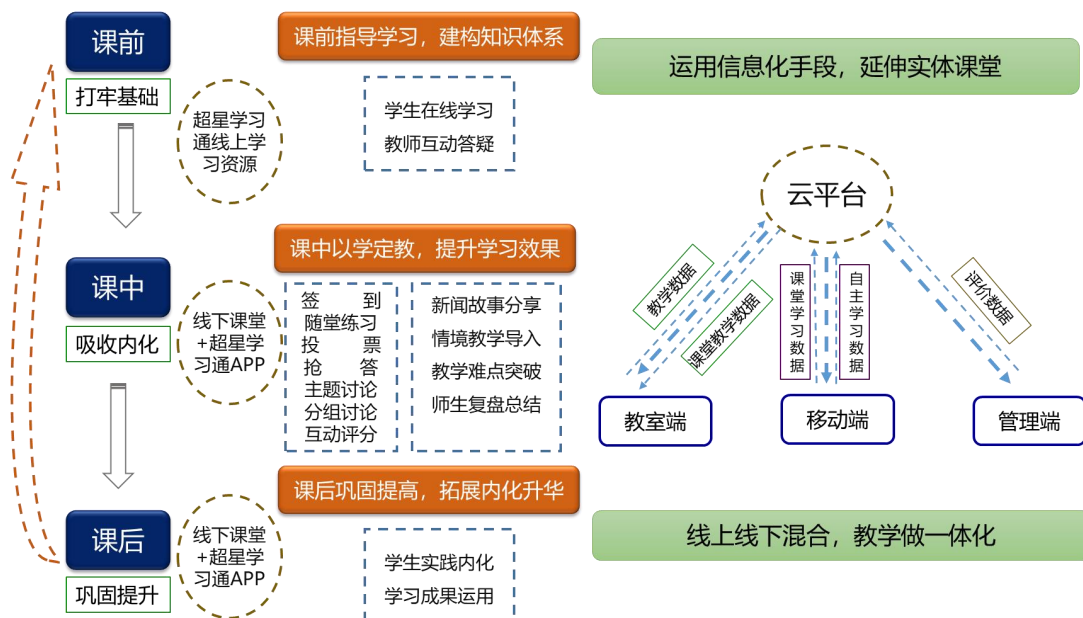 课前
打牢基础
超星学习
通线上学
习资源
课前指导学习，建构知识体系
学生在线学习
教师互动答疑
课中
吸收内化
线下课堂
+超星学
习通APP
课中以学定教，提升学习效果
签 到
随堂练习
投 票
抢 答
主题讨论
分组讨论
互动评分
新闻故事分享
情境教学导入
教学难点突破
师生复盘总结
课后
巩固提升
线下课堂
+超星学
习通APP
课后巩固提高，拓展内化升华
学生实践内化
学习成果运用
运用信息化手段，延伸实体课堂
云平台
教学数据
课堂教学数据
课堂学习数据
自主学习数据
评价数据
教室端
移动端
管理端
线上线下混合，教学做一体化